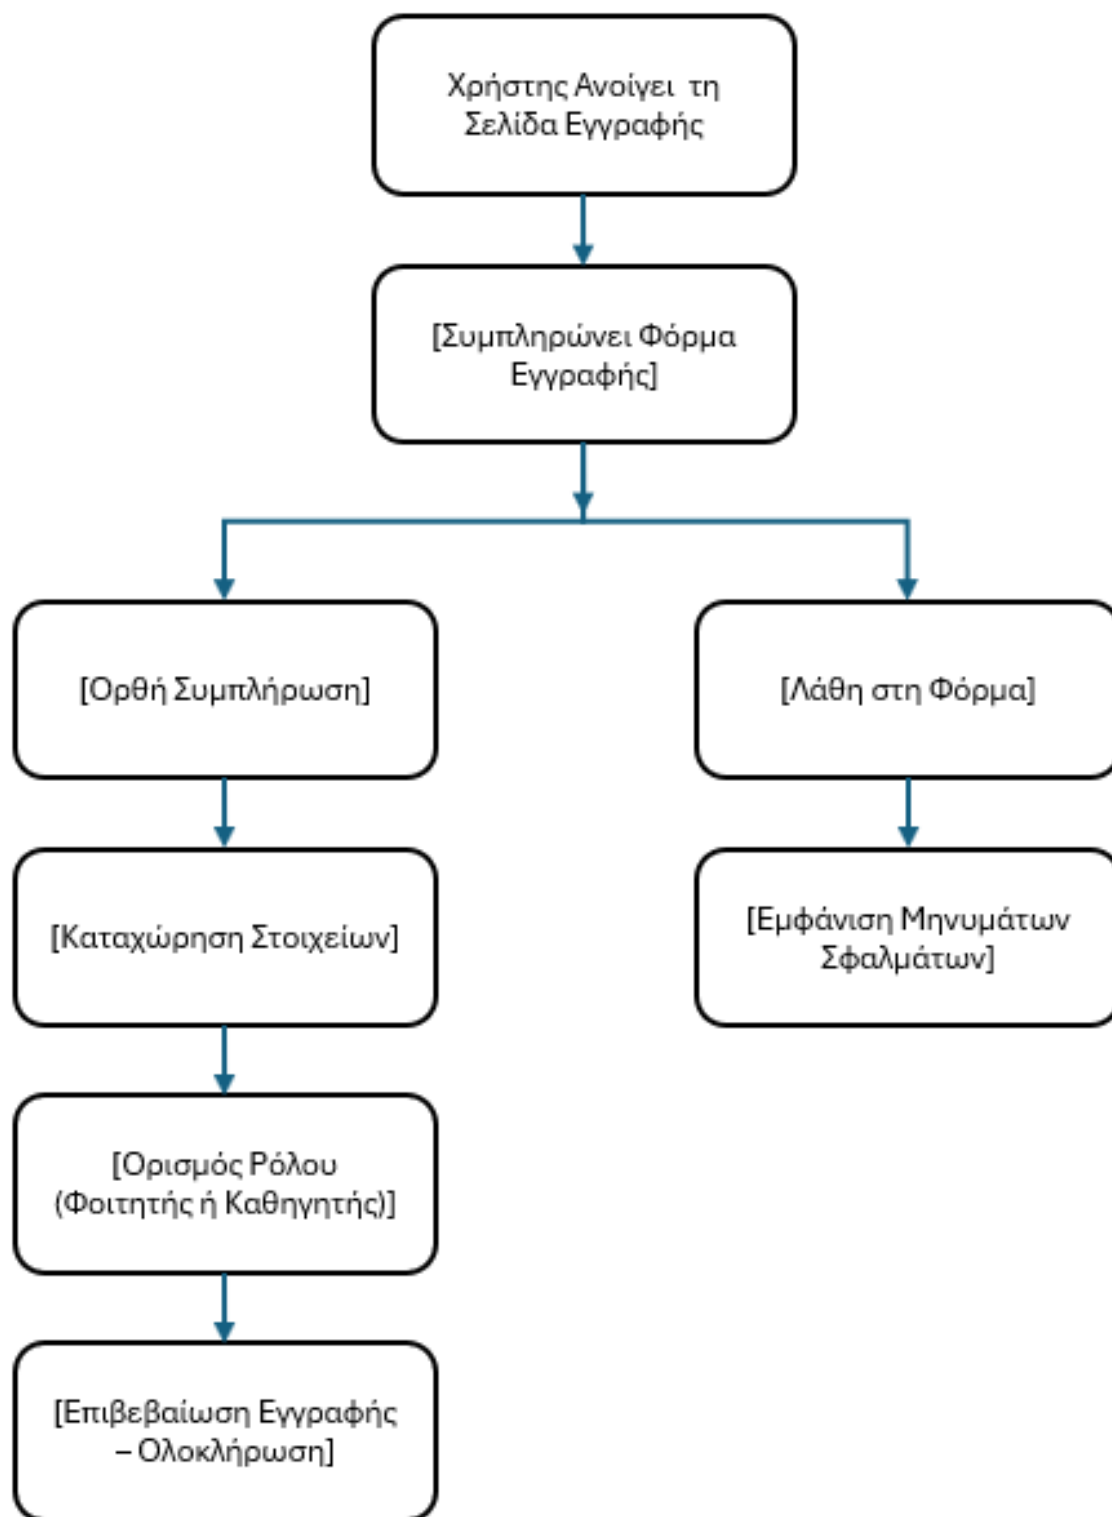 Χρήστης Ανοίγει  τη
Σελίδα Εγγραφής
[Συμπληρώνει Φόρμα
Εγγραφής]
[Ορθή Συμπλήρωση]
[Λάθη στη Φόρμα]
[Καταχώρηση Στοιχείων]
[Εμφάνιση Μηνυμάτων
Σφαλμάτων]
[Ορισμός Ρόλου
(Φοιτητής ή Καθηγητής)]
[Επιβεβαίωση Εγγραφής
– Ολοκλήρωση]